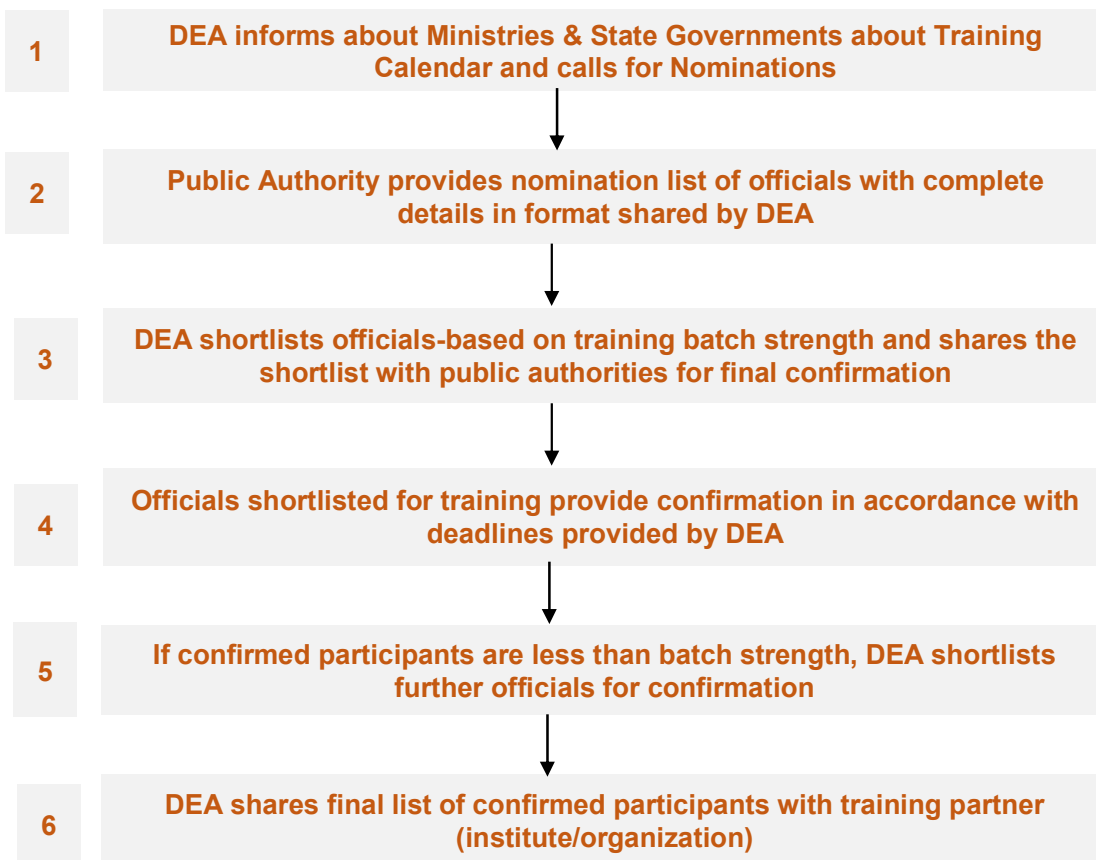 1
DEA informs about Ministries & State Governments about Training
Calendar and calls for Nominations
2
Public Authority provides nomination list of officials with complete
details in format shared by DEA
3
DEA shortlists officials-based on training batch strength and shares the
shortlist with public authorities for final confirmation
4
Officials shortlisted for training provide confirmation in accordance with
deadlines provided by DEA
5
If confirmed participants are less than batch strength, DEA shortlists
further officials for confirmation
6
DEA shares final list of confirmed participants with training partner
(institute/organization)